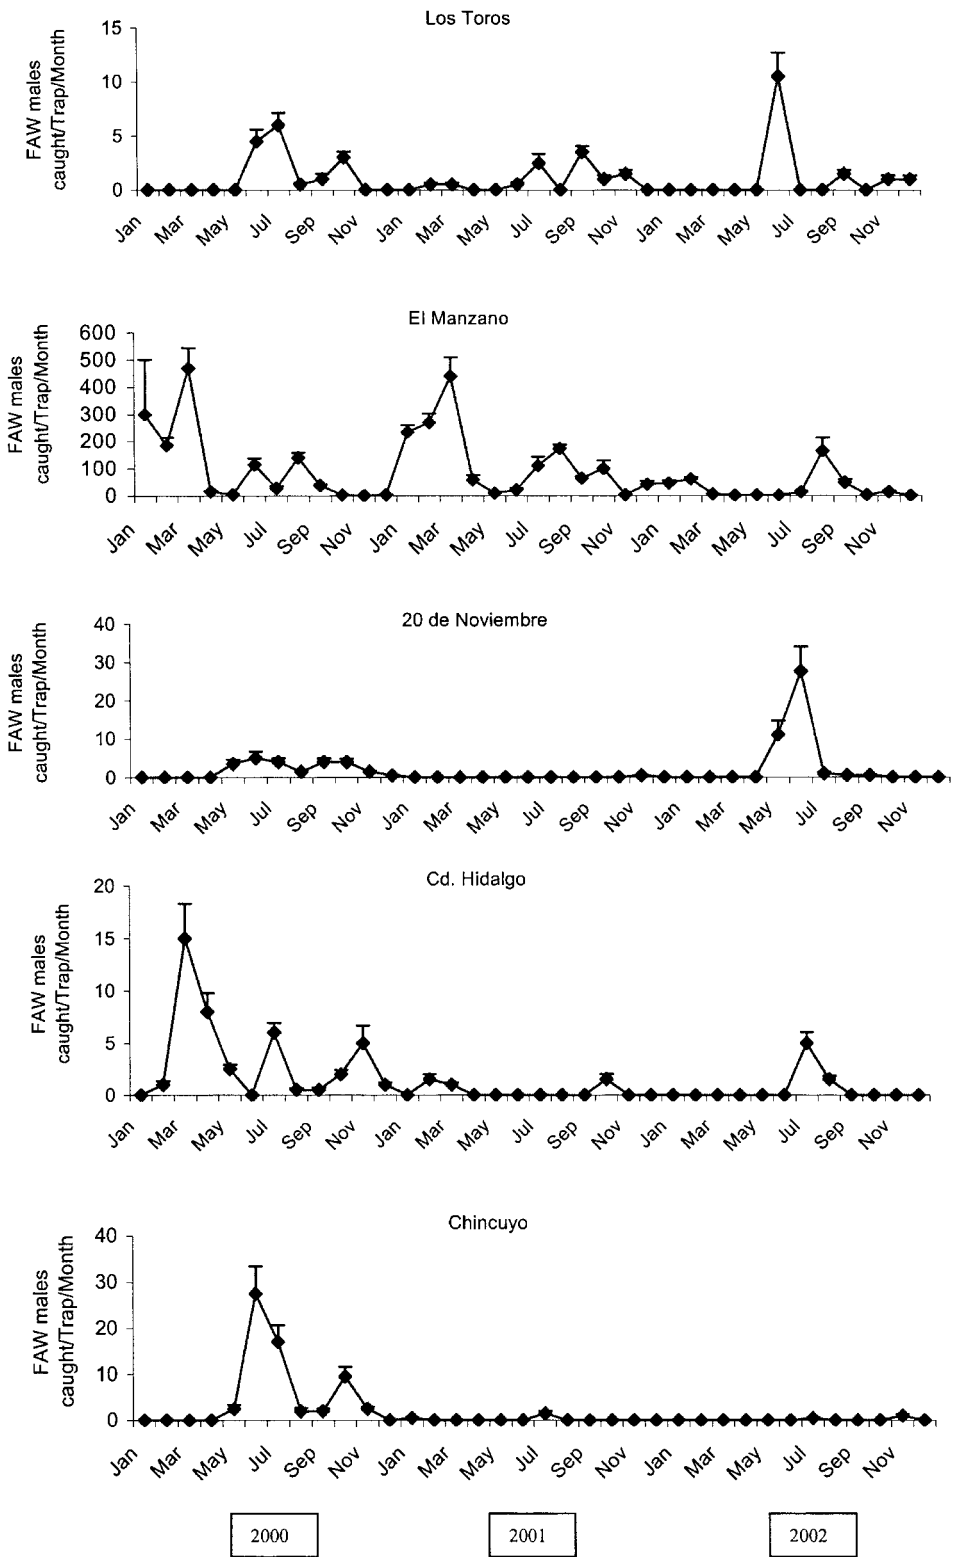 Los Toros
FAW males
caught/Trap/Month
15
10
5
0
Jan Mar May Jul Sep Nov Jan Mar May Jul Sep Nov Jan Mar May Jul Sep Nov
El Manzano
FAW males
caught/Trap/Month
600
500
400
300
200
100
0
Jan Mar May Jul Sep Nov Jan Mar May Jul Sep Nov Jan Mar May Jul Sep Nov
20 de Noviembre
FAW males
caught/Trap/Month
40
30
20
10
0
Jan Mar May Jul Sep Nov Jan Mar May Jul Sep Nov Jan Mar May Jul Sep Nov
Cd. Hidalgo
FAW males
caught/Trap/Month
20
15
10
5
0
Jan Mar May Jul Sep Nov Jan Mar May Jul Sep Nov Jan Mar May Jul Sep Nov
Chincuyo
FAW males
caught/Trap/Month
40
30
20
10
0
Jan Mar May Jul Sep Nov Jan Mar May Jul Sep Nov Jan Mar May Jul Sep Nov
2000 2001 2002